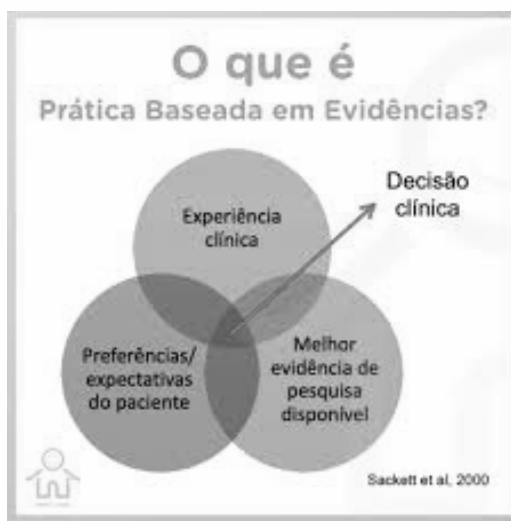 O que é
Prática Baseada em Evidências?
Decisão
clínica
Experiência
clínica
Preferências/
expectativas
do paciente
Melhor
evidência de
pesquisa
disponível
Sackett et al, 2000